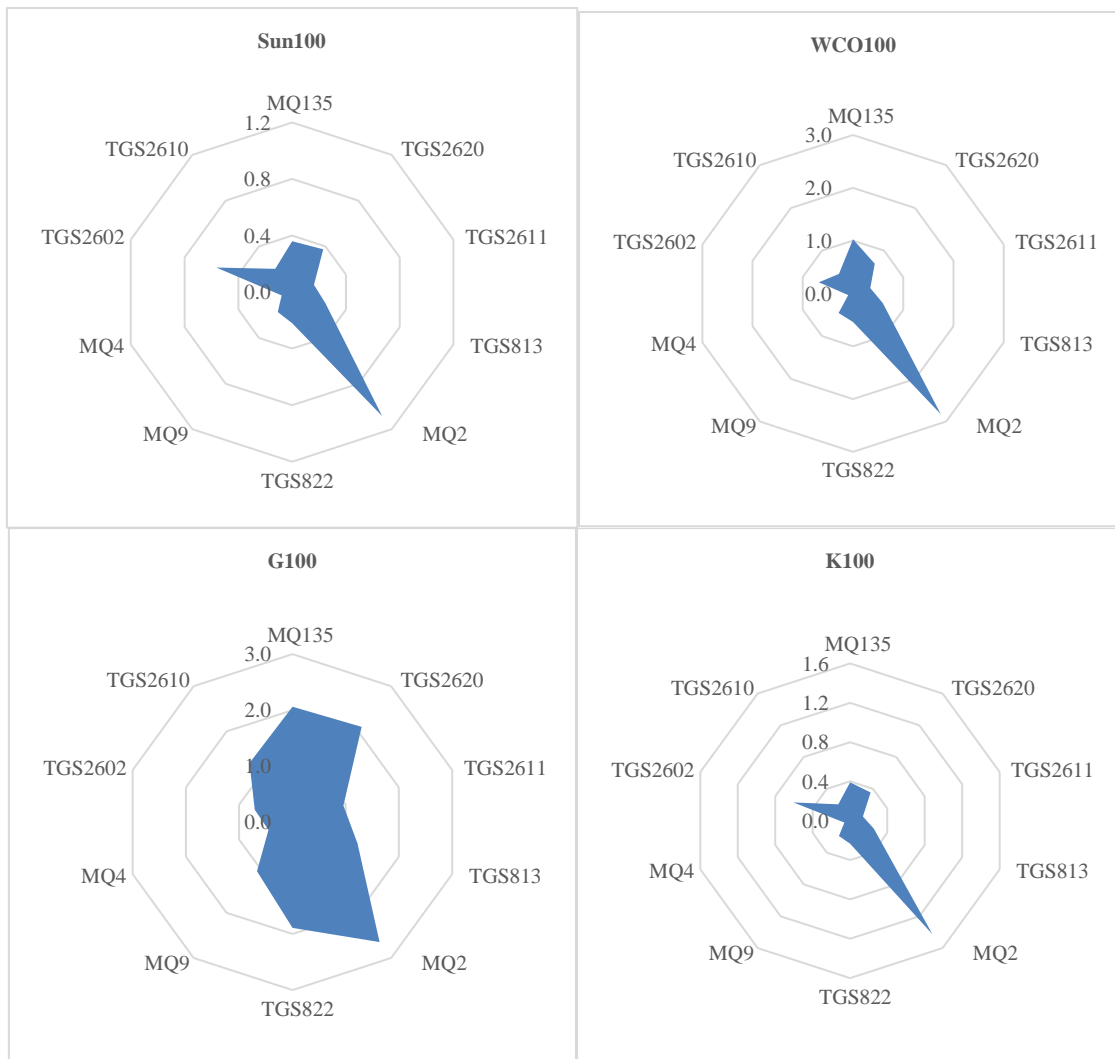 Sun100
MQ135
1.2
TGS2610
TGS2620
0.8
TGS2602
0.4
TGS2611
0.0
MQ4
TGS813
MQ9
MQ2
TGS822
WCO100
MQ135
3.0
TGS2610
TGS2620
2.0
TGS2602
1.0
TGS2611
0.0
MQ4
TGS813
MQ9
MQ2
TGS822
G100
MQ135
3.0
TGS2610
TGS2620
2.0
TGS2602
1.0
TGS2611
0.0
MQ4
TGS813
MQ9
MQ2
TGS822
K100
MQ135
1.6
TGS2610
TGS2620
1.2
0.8
TGS2602
TGS2611
0.4
0.0
MQ4
TGS813
MQ9
MQ2
TGS822